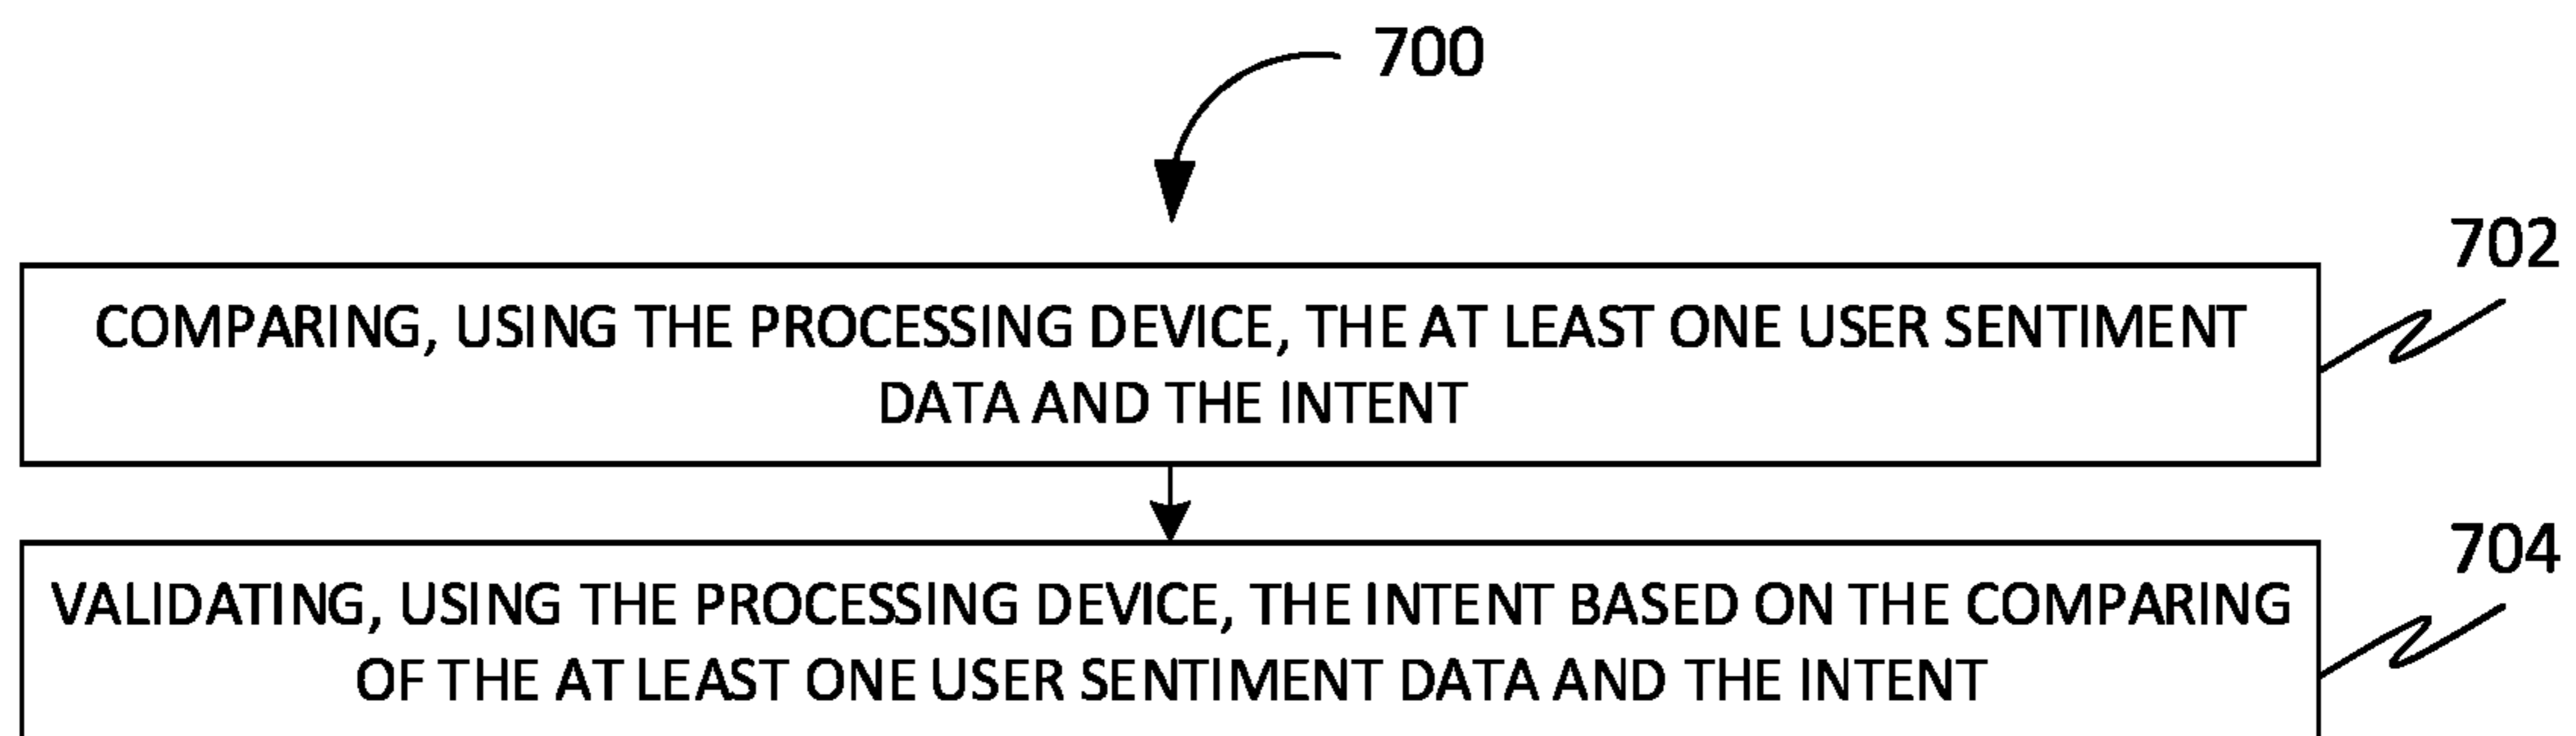 700
702
COMPARING, USING THE PROCESSING DEVICE, THE AT LEAST ONE USER SENTIMENT
DATA AND THE INTENT
704
VALIDATING, USING THE PROCESSING DEVICE, THE INTENT BASED ON THE COMPARING
OF THE AT LEAST ONE USER SENTIMENT DATA AND THE INTENT